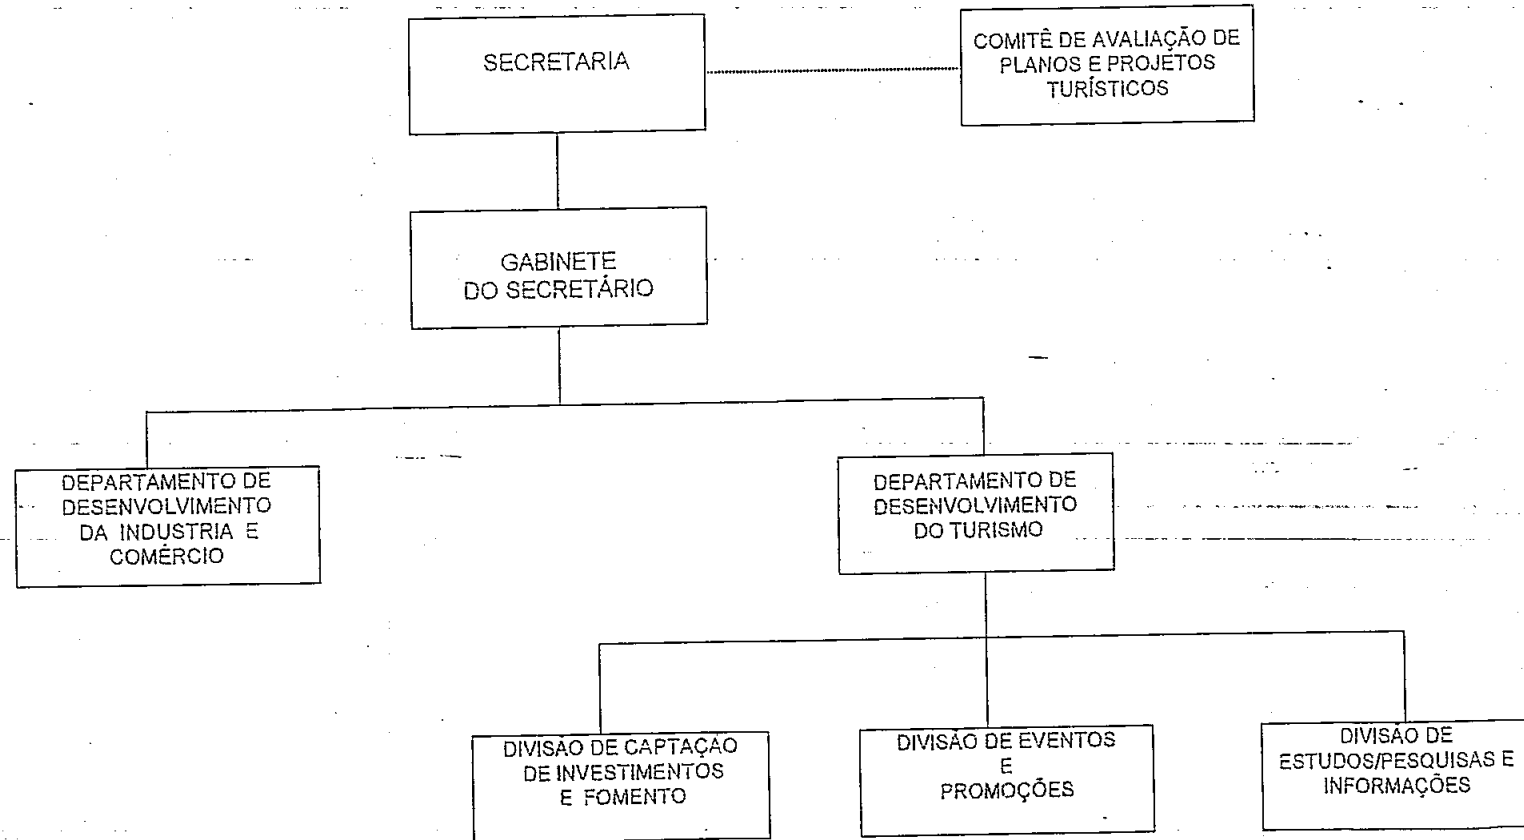 SECRETARIA
COMITÊ DE AVALIAÇÃO DE
PLANOS E PROJETOS
TURÍSTICOS
GABINETE
DO SECRETÁRIO
DEPARTAMENTO DE
DESENVOLVIMENTO
DA INDUSTRIA E
COMÉRCIO
DEPARTAMENTO DE
DESENVOLVIMENTO
DO TURISMO
DIVISÃO DE CAPTAÇÃO
DE INVESTIMENTOS
E FOMENTO
DIVISÃO DE EVENTOS
E
PROMOÇÕES
DIVISÃO DE
ESTUDOS/PESQUISAS E
INFORMAÇÕES